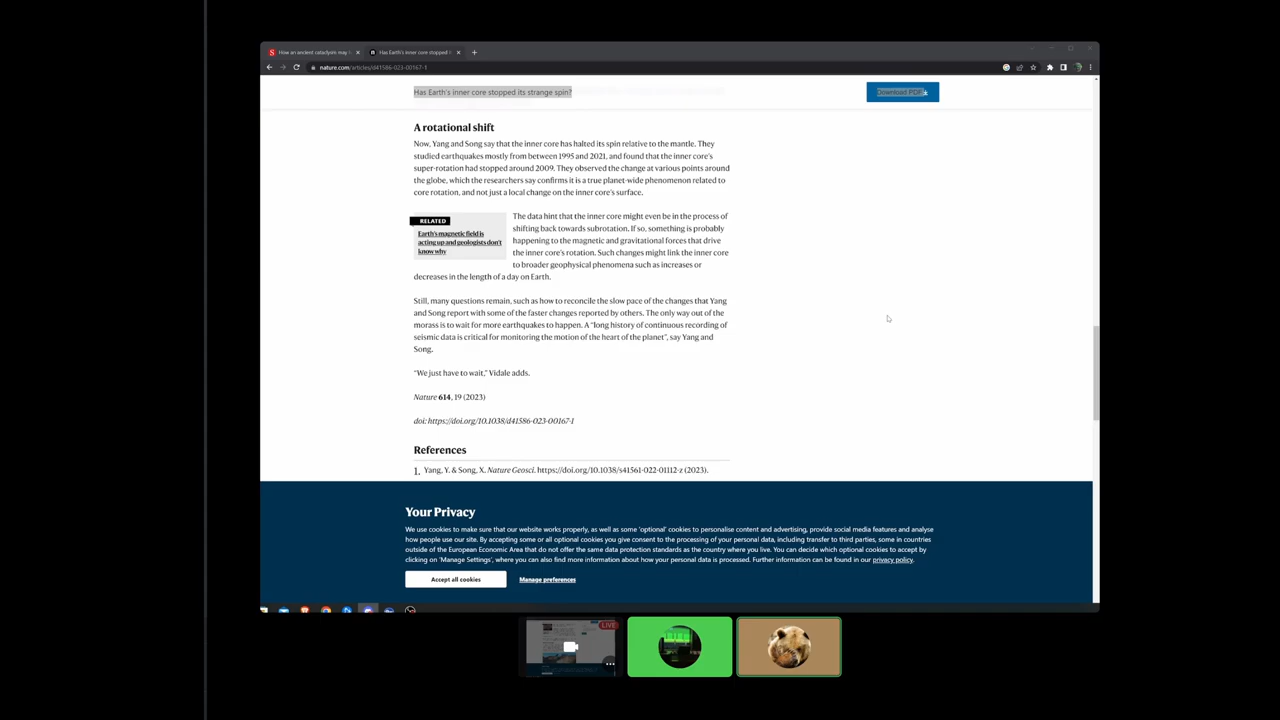 How an ancient cataclysm may
Has Earth's inner core stopped it
nature.com/articles/d41586-023-00167-1
Has Earth's inner core stopped its strange spin?
Download PDF
A rotational shift
Now, Yang and Song say that the inner core has halted its spin relative to the mantle. They
studied earthquakes mostly from between 1995 and 2021, and found that the inner core's
super-rotation had stopped around 2009. They observed the change at various points around
the globe, which the researchers say confirms it is a true planet-wide phenomenon related to
core rotation, and not just a local change on the inner core's surface.
RELATED
Earth's magnetic field is
acting up and geologists don't
know why
The data hint that the inner core might even be in the process of
shifting back towards subrotation. If so, something is probably
happening to the magnetic and gravitational forces that drive
the inner core's rotation. Such changes might link the inner core
to broader geophysical phenomena such as increases or
decreases in the length of a day on Earth.
Still, many questions remain, such as how to reconcile the slow pace of the changes that Yang
and Song report with some of the faster changes reported by others. The only way out of the
morass is to wait for more earthquakes to happen. A "long history of continuous recording of
seismic data is critical for monitoring the motion of the heart of the planet", say Yang and
Song.
"We just have to wait," Vidale adds.
Nature 614, 19 (2023)
doi: https://doi.org/10.1038/d41586-023-00167-1
References
1. Yang, Y. & Song, X. Nature Geosci. https://doi.org/10.1038/s41561-022-01112-z (2023).
Your Privacy
We use cookies to make sure that our website works properly, as well as some 'optional' cookies to personalise content and advertising, provide social media features and analyse
how people use our site. By accepting some or all optional cookies you give consent to the processing of your personal data, including transfer to third parties, some in countries
outside of the European Economic Area that do not offer the same data protection standards as the country where you live. You can decide which optional cookies to accept by
clicking on 'Manage Settings', where you can also find more information about how your personal data is processed. Further information can be found in our privacy policy.
Accept all cookies
Manage preferences
LIVE